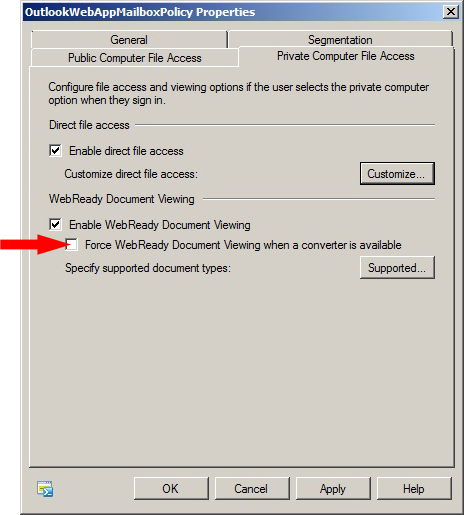 OutlookWebAppMailboxPolicy Properties
General
Segmentation
Public Computer File Access
Private Computer File Access
Configure file access and viewing options if the user selects the private computer
option when they sign in.
Direct file access
Enable direct file access
Customize direct file access:
Customize...
WebReady Document Viewing
Enable WebReady Document Viewing
Force WebReady Document Viewing when a converter is available
Specify supported document types:
Supported...
OK
Cancel
Apply
Help